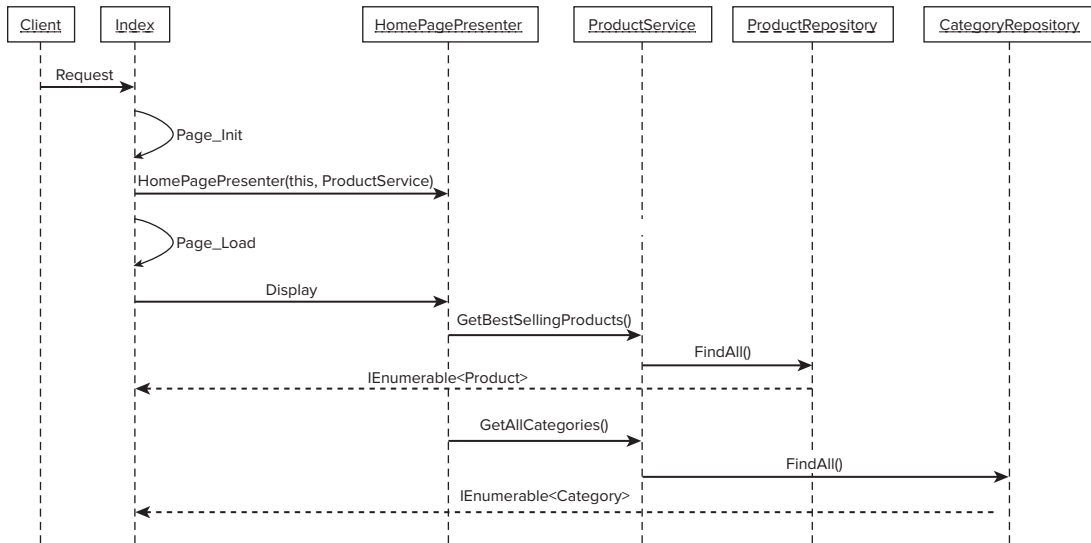 Client
Index
HomePagePresenter
ProductService
ProductRepository
CategoryRepository
Request
Page_Init
HomePagePresenter(this, ProductService)
Page_Load
Display
GetBestSellingProducts()
FindAll()
IEnumerable<Product>
GetAllCategories()
FindAll()
IEnumerable<Category>